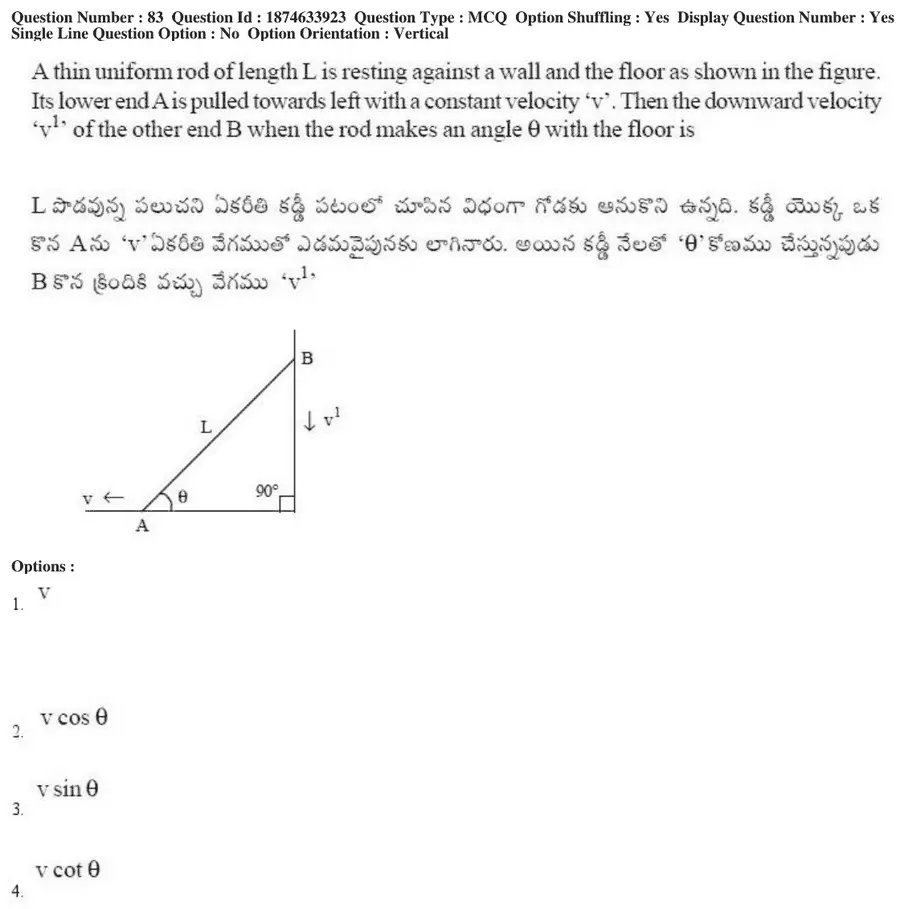 Question Number : 83 Question Id : 1874633923 Question Type : MCQ Option Shuffling : Yes Display Question Number : Yes
Single Line Question Option : No Option Orientation : Vertical
A thin uniform rod of length L is resting against a wall and the floor as shown in the figure.
Its lower end A is pulled towards left with a constant velocity ‘v’. Then the downward velocity
‘v¹’ of the other end B when the rod makes an angle θ with the floor is
L పొడవున్న పలుచని ఏకరీతి కడ్డీ పటంలో చూపిన విధంగా గోడకు ఆనుకొని ఉన్నది. కడ్డీ యొక్క ఒక
కొన A ను ‘v’ ఏకరీతి వేగముతో ఎడమవైపునకు లాగినారు. అయిన కడ్డీ నేలతో ‘θ’ కోణము చేస్తున్నపుడు
B కొన క్రిందికి వచ్చు వేగము ‘v¹’
B
L
↓ v¹
v ←
θ
90°
A
Options :
1. v
2. v cos θ
3. v sin θ
4. v cot θ